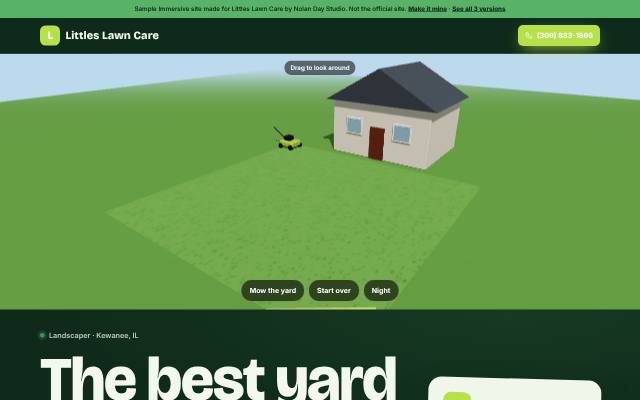 Sample Immersive site made for Littles Lawn Care by Nolan Day Studio. Not the official site. Make it mine · See all 3 versions
L Littles Lawn Care
(309) 883-1866
Drag to look around
Mow the yard Start over Night
Landscaper · Kewanee, IL
The best yard